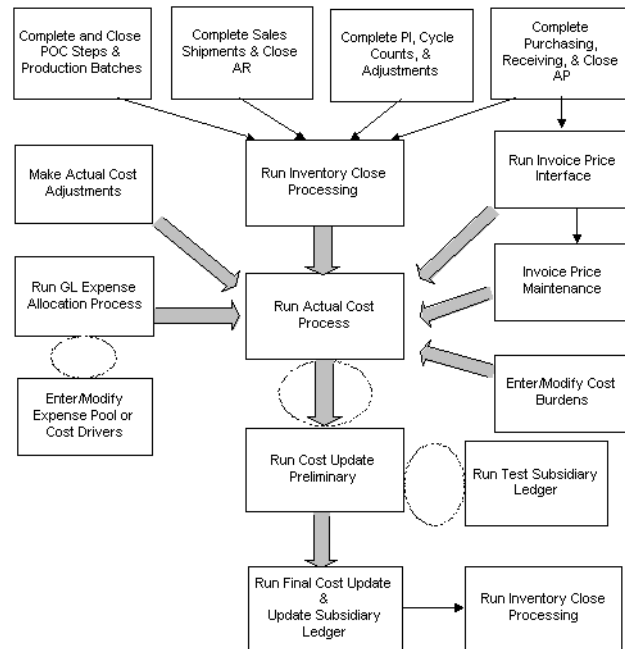 Complete and Close
POC Steps &
Production Batches
Complete Sales
Shipments & Close
AR
Complete PI, Cycle
Counts, &
Adjustments
Complete
Purchasing,
Receiving, & Close
AP
Make Actual Cost
Adjustments
Run Inventory Close
Processing
Run Invoice Price
Interface
Run GL Expense
Allocation Process
Run Actual Cost
Process
Invoice Price
Maintenance
Enter/Modify
Expense Pool or
Cost Drivers
Enter/Modify Cost
Burdens
Run Cost Update
Preliminary
Run Test Subsidiary
Ledger
Run Final Cost Update
&
Update Subsidiary
Ledger
Run Inventory Close
Processing